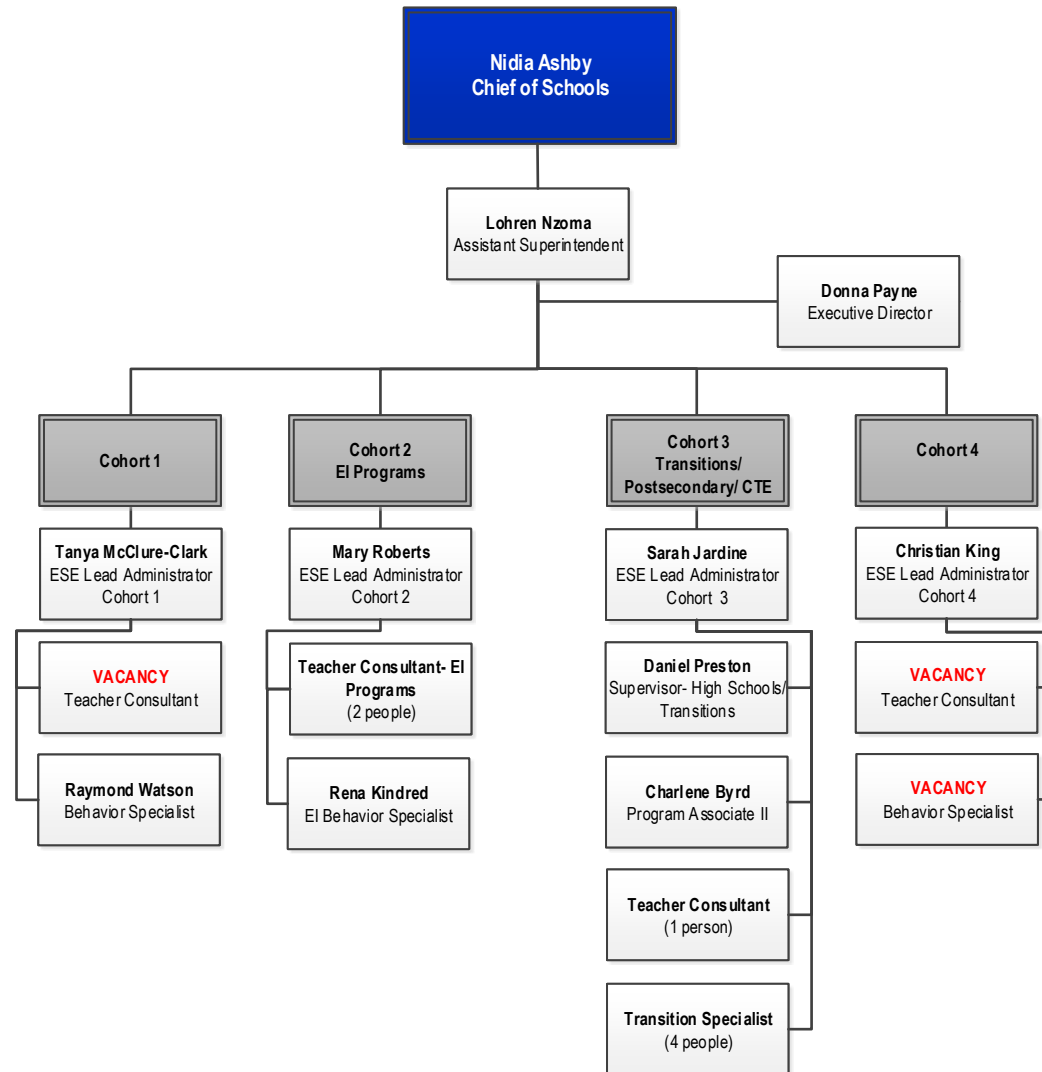 Nidia Ashby
Chief of Schools
Lohren Nzoma
Assistant Superintendent
Donna Payne
Executive Director
Cohort 1
Cohort 2
EI Programs
Cohort 3
Transitions/
Postsecondary/ CTE
Cohort 4
Tanya McClure-Clark
ESE Lead Administrator
Cohort 1
Mary Roberts
ESE Lead Administrator
Cohort 2
Sarah Jardine
ESE Lead Administrator
Cohort 3
Christian King
ESE Lead Administrator
Cohort 4
VACANCY
Teacher Consultant
Teacher Consultant- EI
Programs
(2 people)
Daniel Preston
Supervisor- High Schools/
Transitions
VACANCY
Teacher Consultant
Raymond Watson
Behavior Specialist
Rena Kindred
EI Behavior Specialist
Charlene Byrd
Program Associate II
VACANCY
Behavior Specialist
Teacher Consultant
(1 person)
Transition Specialist
(4 people)